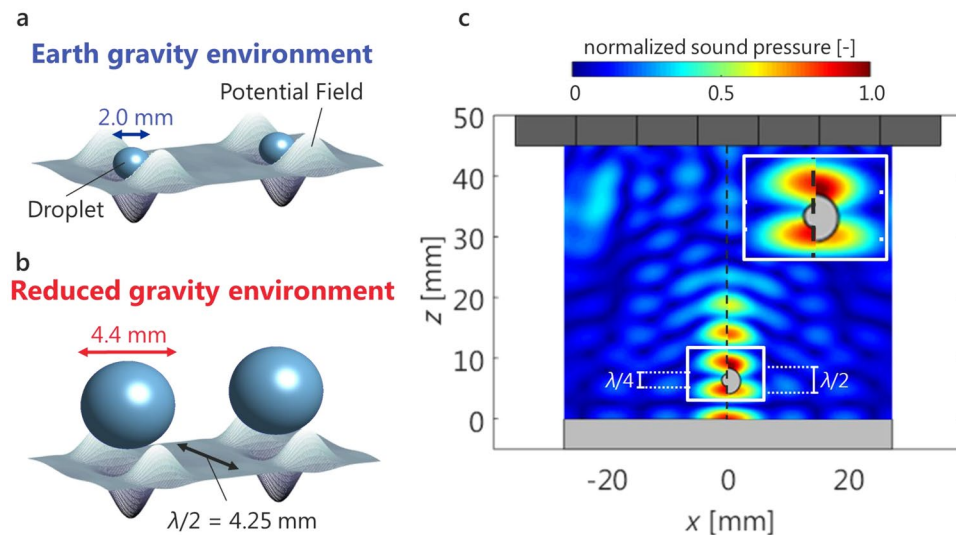 a
Earth gravity environment
2.0 mm
Potential Field
Droplet
b
Reduced gravity environment
4.4 mm
λ/2 = 4.25 mm
c
normalized sound pressure [-]
0 0.5 1.0
50
40
30
20
10
0
z [mm]
λ/4
λ/2
-20 0 20
x [mm]